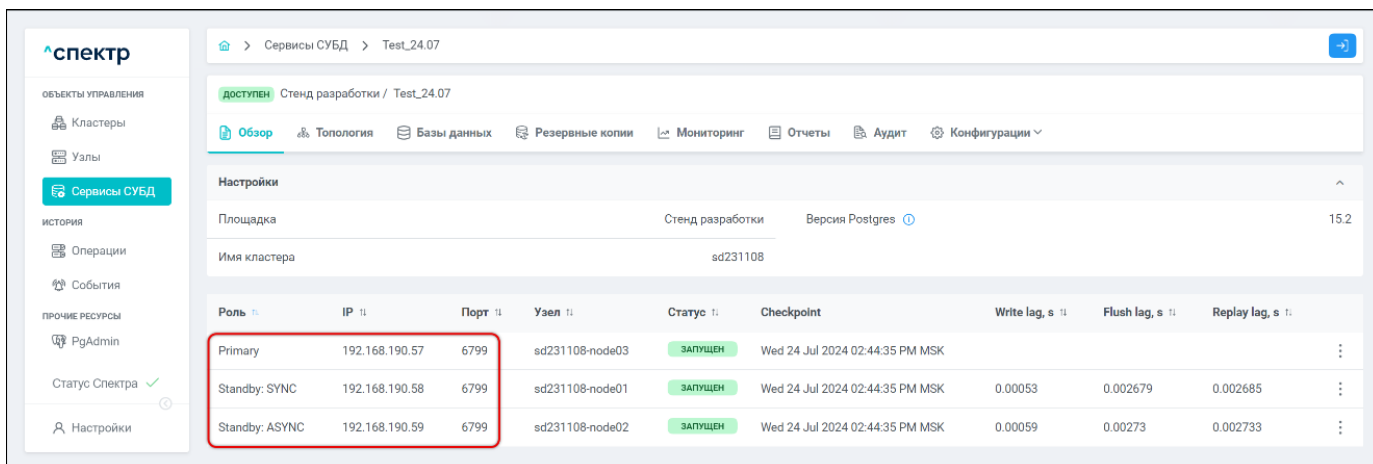 ^спектр
ОБЪЕКТЫ УПРАВЛЕНИЯ
Кластеры
Узлы
Сервисы СУБД
ИСТОРИЯ
Операции
События
ПРОЧИЕ РЕСУРСЫ
PgAdmin
Статус Спектра
Настройки
> Сервисы СУБД > Test_24.07
ДОСТУПЕН Стенд разработки / Test_24.07
Обзор Топология Базы данных Резервные копии Мониторинг Отчеты Аудит Конфигурации
Настройки
Площадка Стенд разработки Версия Postgres 15.2
Имя кластера sd231108
Роль IP Порт Узел Статус Checkpoint Write lag, s Flush lag, s Replay lag, s
Primary 192.168.190.57 6799 sd231108-node03 ЗАПУЩЕН Wed 24 Jul 2024 02:44:35 PM MSK
Standby: SYNC 192.168.190.58 6799 sd231108-node01 ЗАПУЩЕН Wed 24 Jul 2024 02:44:35 PM MSK 0.00053 0.002679 0.002685
Standby: ASYNC 192.168.190.59 6799 sd231108-node02 ЗАПУЩЕН Wed 24 Jul 2024 02:44:35 PM MSK 0.00059 0.00273 0.002733